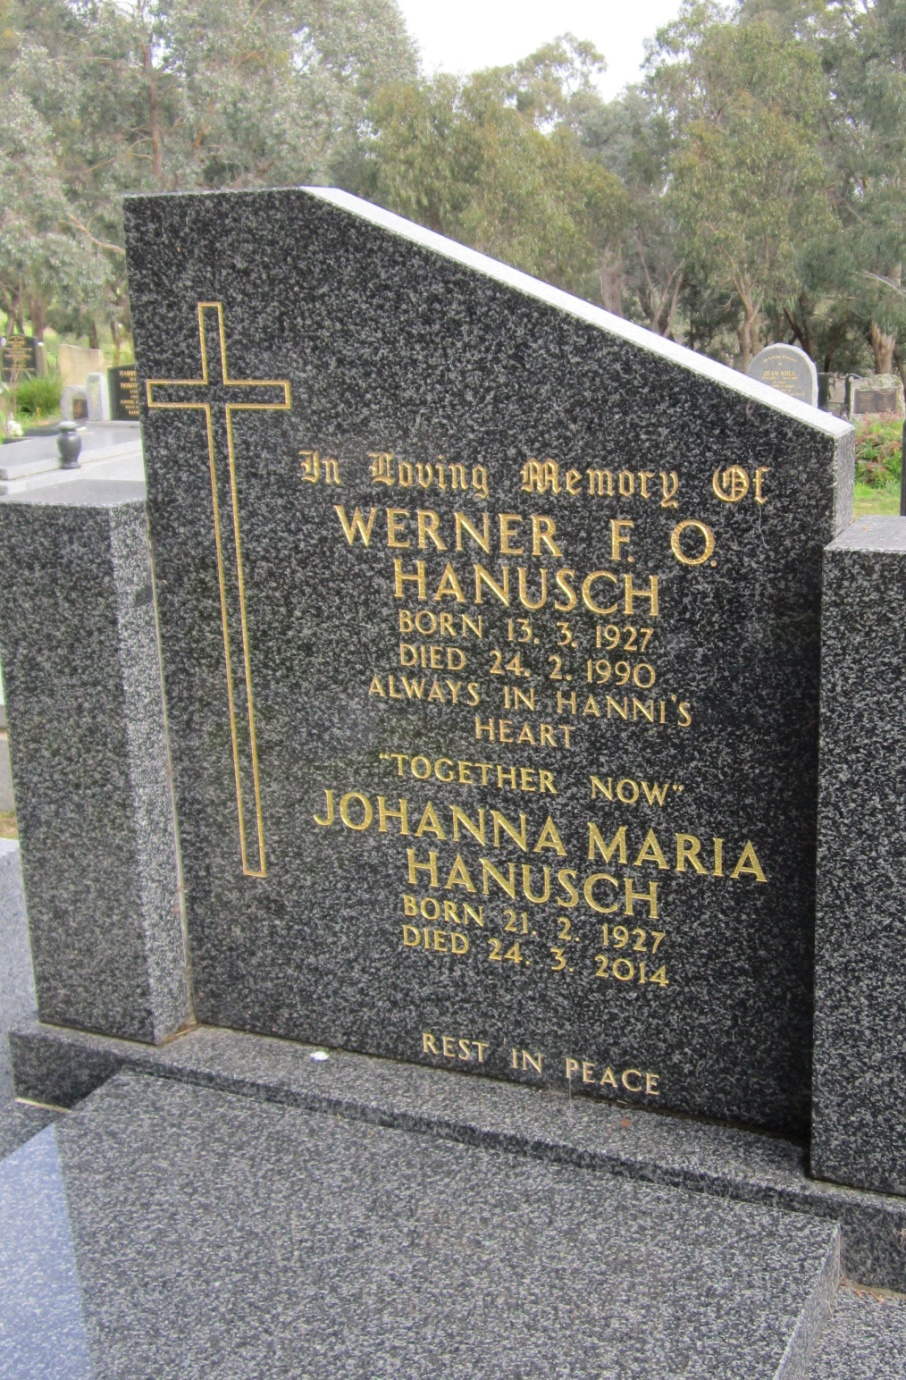 In Loving Memory Of
WERNER F. O.
HANUSCH
BORN 13. 3. 1927
DIED 24. 2. 1990
ALWAYS IN HANNI'S
HEART
"TOGETHER NOW"
JOHANNA MARIA
HANUSCH
BORN 21. 2. 1927
DIED 24. 3. 2014
REST IN PEACE